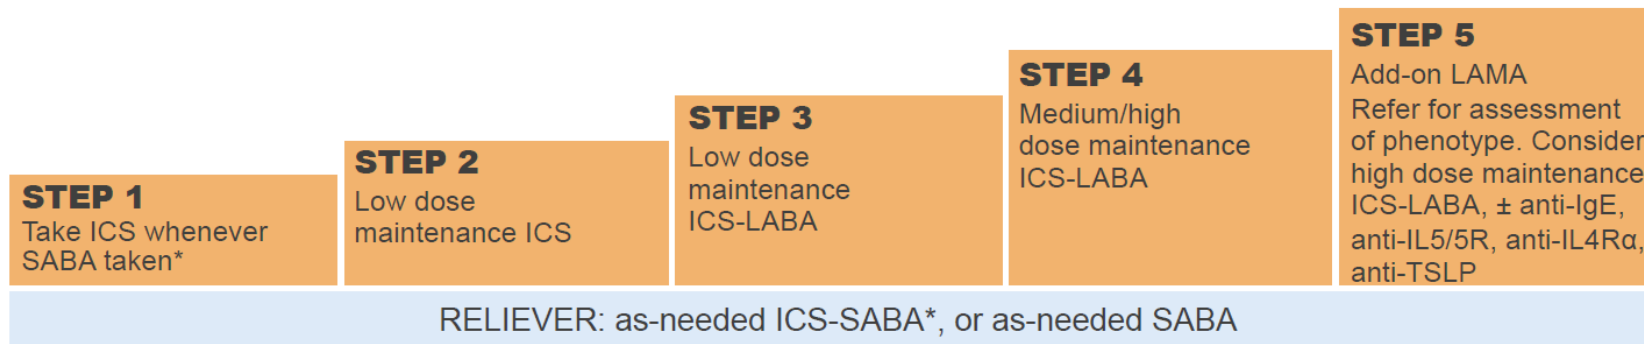 STEP 1
Take ICS whenever
SABA taken*
STEP 2
Low dose
maintenance ICS
STEP 3
Low dose
maintenance
ICS-LABA
STEP 4
Medium/high
dose maintenance
ICS-LABA
STEP 5
Add-on LAMA
Refer for assessment
of phenotype. Consider
high dose maintenance
ICS-LABA, ± anti-IgE,
anti-IL5/5R, anti-IL4Rα,
anti-TSLP
RELIEVER: as-needed ICS-SABA*, or as-needed SABA